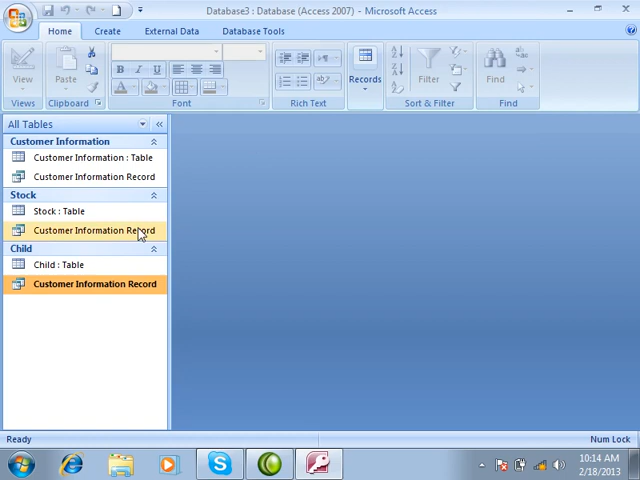 Database3 : Database (Access 2007) - Microsoft Access
Home Create External Data Database Tools
View Paste B I U A Records Filter Find
Views Clipboard Font Rich Text Sort & Filter Find
All Tables
Customer Information
Customer Information : Table
Customer Information Record
Stock
Stock : Table
Customer Information Record
Child
Child : Table
Customer Information Record
Ready Num Lock
10:14 AM
2/18/2013